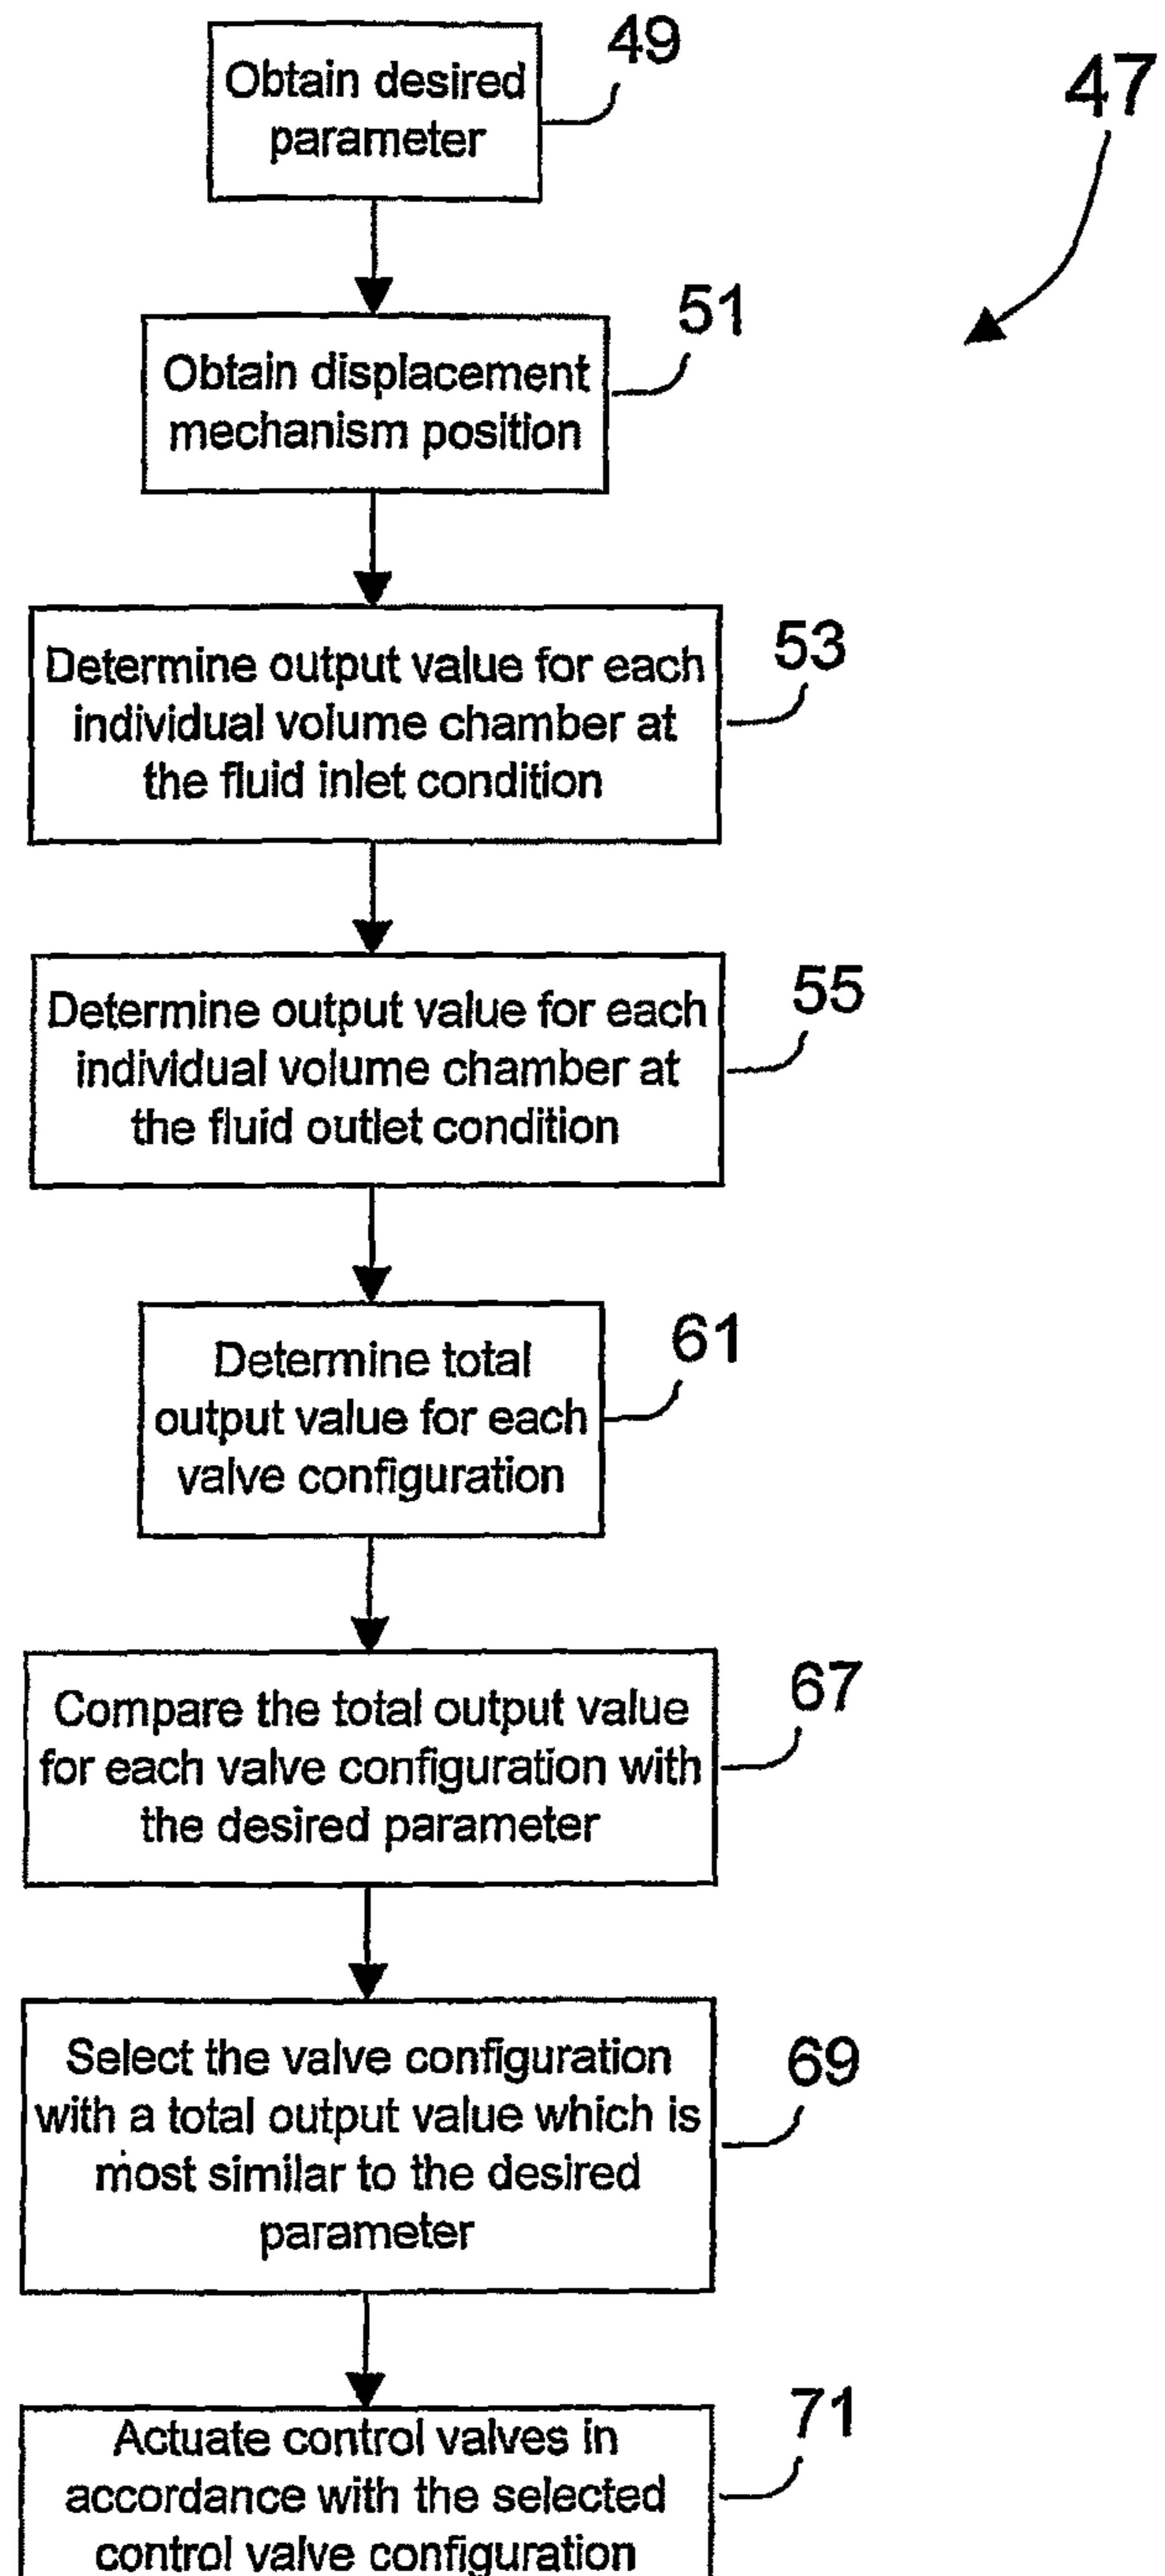 49
47
Obtain desired
parameter
51
Obtain displacement
mechanism position
53
Determine output value for each
individual volume chamber at
the fluid inlet condition
55
Determine output value for each
individual volume chamber at
the fluid outlet condition
61
Determine total
output value for each
valve configuration
67
Compare the total output value
for each valve configuration with
the desired parameter
69
Select the valve configuration
with a total output value which is
most similar to the desired
parameter
71
Actuate control valves in
accordance with the selected
control valve configuration